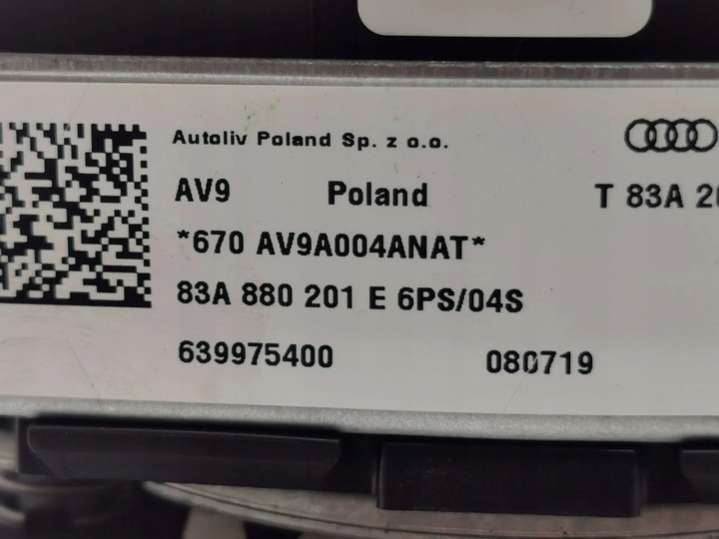 Autoliv Poland Sp. z o.o.
AV9 Poland T 83A
*670 AV9A004ANAT*
83A 880 201 E 6PS/04S
639975400 080719